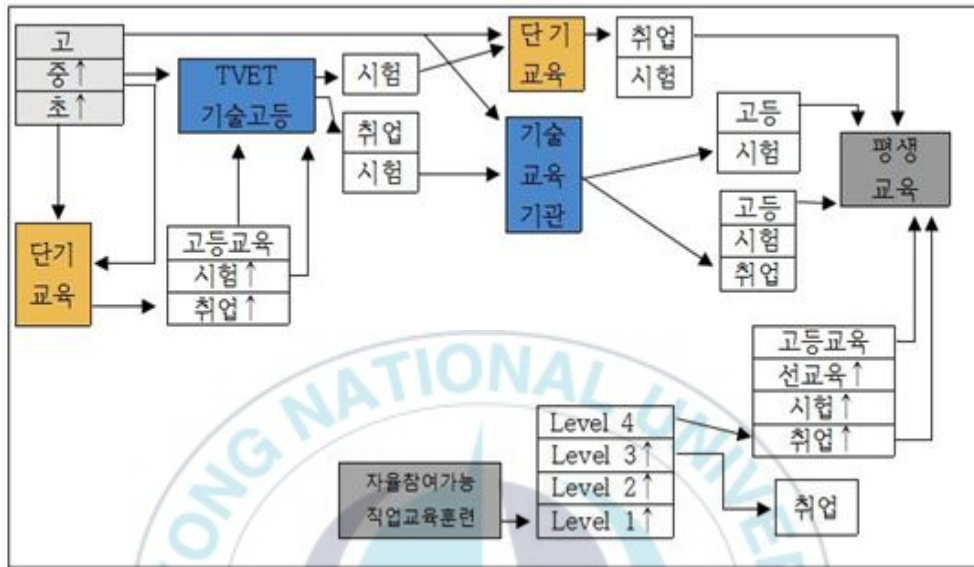 고
중↑
초↑
TVET
기술고등
시험
취업
시험
단기
교육
취업
시험
기술
교육
기관
고등
시험
고등
시험
취업
평생
교육
단기
교육
고등교육
시험↑
취업↑
고등교육
선교육↑
시험↑
취업↑
Level 4
Level 3↑
Level 2↑
Level 1↑
자율참여가능
직업교육훈련
취업
ONG NATIONAL UNIVER